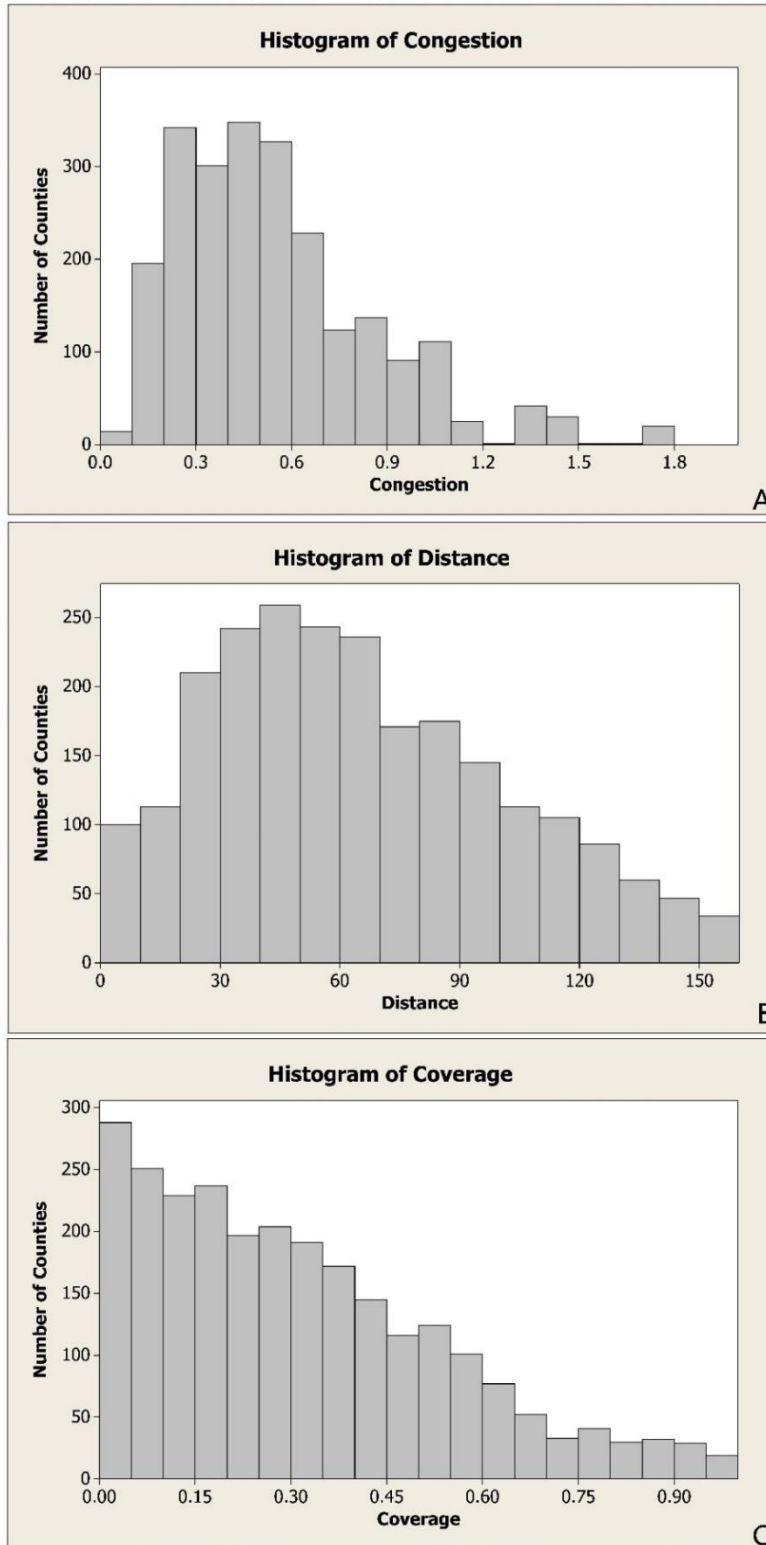 Histogram of Congestion
400
300
200
100
0
Number of Counties
0.0 0.3 0.6 0.9 1.2 1.5 1.8
Congestion
A
Histogram of Distance
250
200
150
100
50
0
Number of Counties
0 30 60 90 120 150
Distance
B
Histogram of Coverage
300
250
200
150
100
50
0
Number of Counties
0.00 0.15 0.30 0.45 0.60 0.75 0.90
Coverage
C